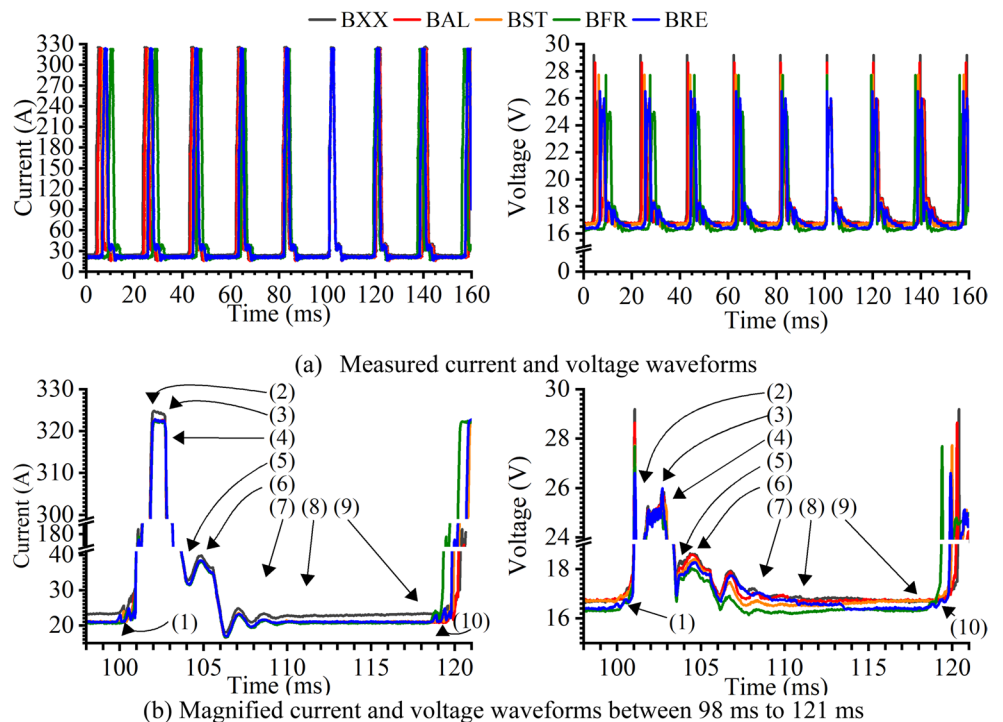 BXX BAL BST BFR BRE
330
300
270
240
210
180
150
120
90
60
30
0
Current (A)
0 20 40 60 80 100 120 140 160
Time (ms)
30
28
26
24
22
20
18
16
0
Voltage (V)
0 20 40 60 80 100 120 140 160
Time (ms)
(a) Measured current and voltage waveforms
330
320
310
300
180
40
30
20
Current (A)
(1)
(2)
(3)
(4)
(5)
(6)
(7) (8) (9)
(10)
100 105 110 115 120
Time (ms)
30
28
26
24
18
16
Voltage (V)
(1)
(2)
(3)
(4)
(5)
(6)
(7) (8) (9)
(10)
100 105 110 115 120
Time (ms)
(b) Magnified current and voltage waveforms between 98 ms to 121 ms